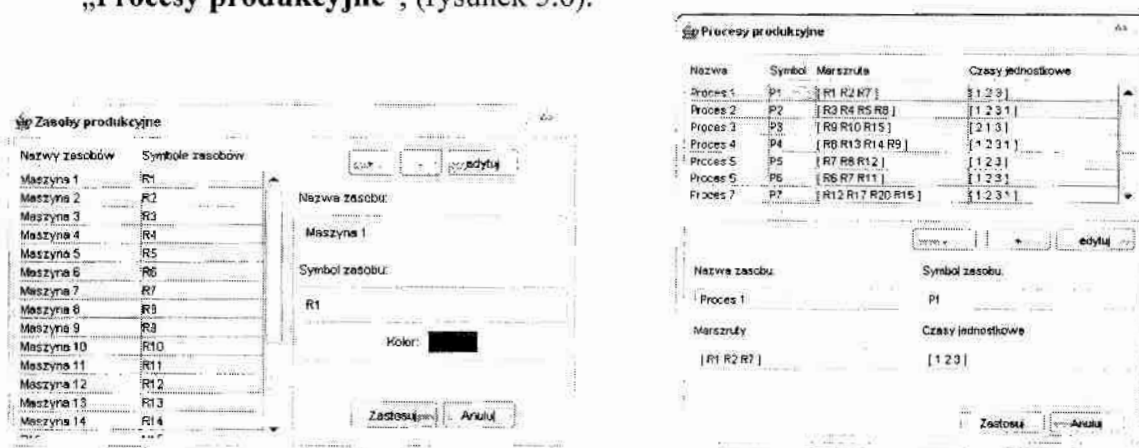 „Procesy produkcyjne", (rysunek 5.6).
Zasoby produkcyjne
Nazwy zasobów Symbole zasobów
Maszyna 1 R1
Maszyna 2 R2
Maszyna 3 R3
Maszyna 4 R4
Maszyna 5 R5
Maszyna 6 R6
Maszyna 7 R7
Maszyna 8 R8
Maszyna 9 R9
Maszyna 10 R10
Maszyna 11 R11
Maszyna 12 R12
Maszyna 13 R13
Maszyna 14 R14
edytuj
Nazwa zasobu:
Maszyna 1
Symbol zasobu:
R1
Kolor:
Zastosuj Anuluj
Procesy produkcyjne
Nazwa Symbol Marszruta Czasy jednostkowe
Proces 1 P1 [ R1 R2 R7 ] [ 1 2 3 ]
Proces 2 P2 [ R3 R4 R5 R8 ] [ 1 2 3 1 ]
Proces 3 P3 [ R9 R10 R15 ] [ 2 1 3 ]
Proces 4 P4 [ R8 R13 R14 R9 ] [ 1 2 3 1 ]
Proces 5 P5 [ R7 R8 R12 ] [ 1 2 3 ]
Proces 6 P6 [ R6 R7 R11 ] [ 1 2 3 ]
Proces 7 P7 [ R12 R17 R20 R15 ] [ 1 2 3 1 ]
+ edytuj
Nazwa zasobu: Symbol zasobu:
Proces 1 P1
Marszruty Czasy jednostkowe
[ R1 R2 R7 ] [ 1 2 3 ]
Zastosuj Anuluj